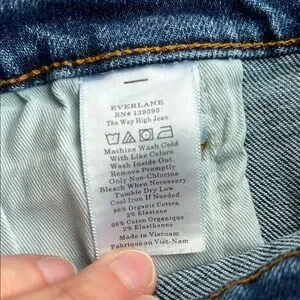 EVERLANE
RN# 139393
The Way High Jean
Machine Wash Cold
With Like Colors
Wash Inside Out.
Remove Promptly
Only Non-Chlorine
Bleach When Necessary.
Tumble Dry Low.
Cool Iron If Needed.
98% Organic Cotton
2% Elastane
98% Coton Organique
2% Élasthanne
Made in Vietnam
Fabriqué au Viêt-Nam